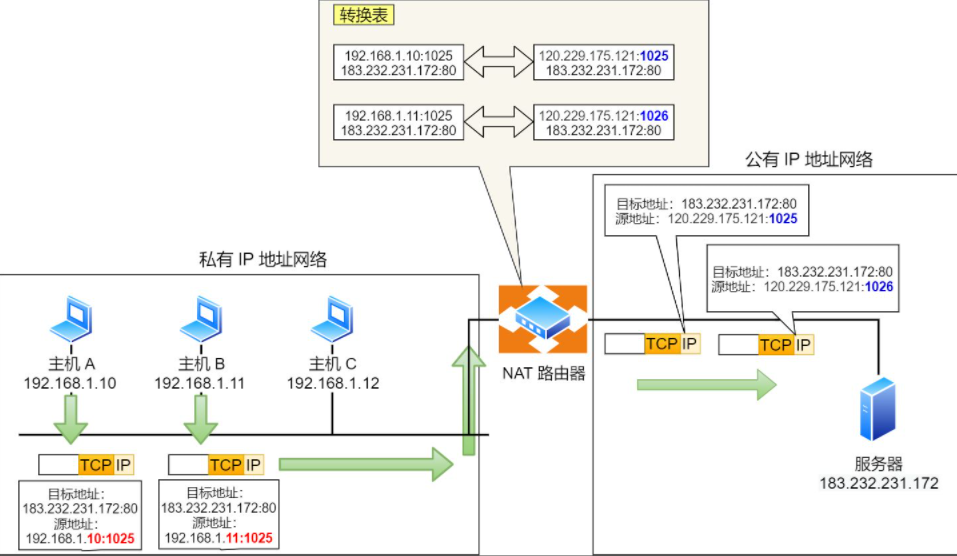 转换表
192.168.1.10:1025
183.232.231.172:80
120.229.175.121:1025
183.232.231.172:80
192.168.1.11:1025
183.232.231.172:80
120.229.175.121:1026
183.232.231.172:80
公有 IP 地址网络
目标地址:183.232.231.172:80
源地址:120.229.175.121:1025
目标地址:183.232.231.172:80
源地址:120.229.175.121:1026
私有 IP 地址网络
主机 A
192.168.1.10
主机 B
192.168.1.11
主机 C
192.168.1.12
NAT 路由器
TCP IP
TCP IP
服务器
183.232.231.172
TCP IP
TCP IP
目标地址:
183.232.231.172:80
源地址:
192.168.1.10:1025
目标地址:
183.232.231.172:80
源地址:
192.168.1.11:1025